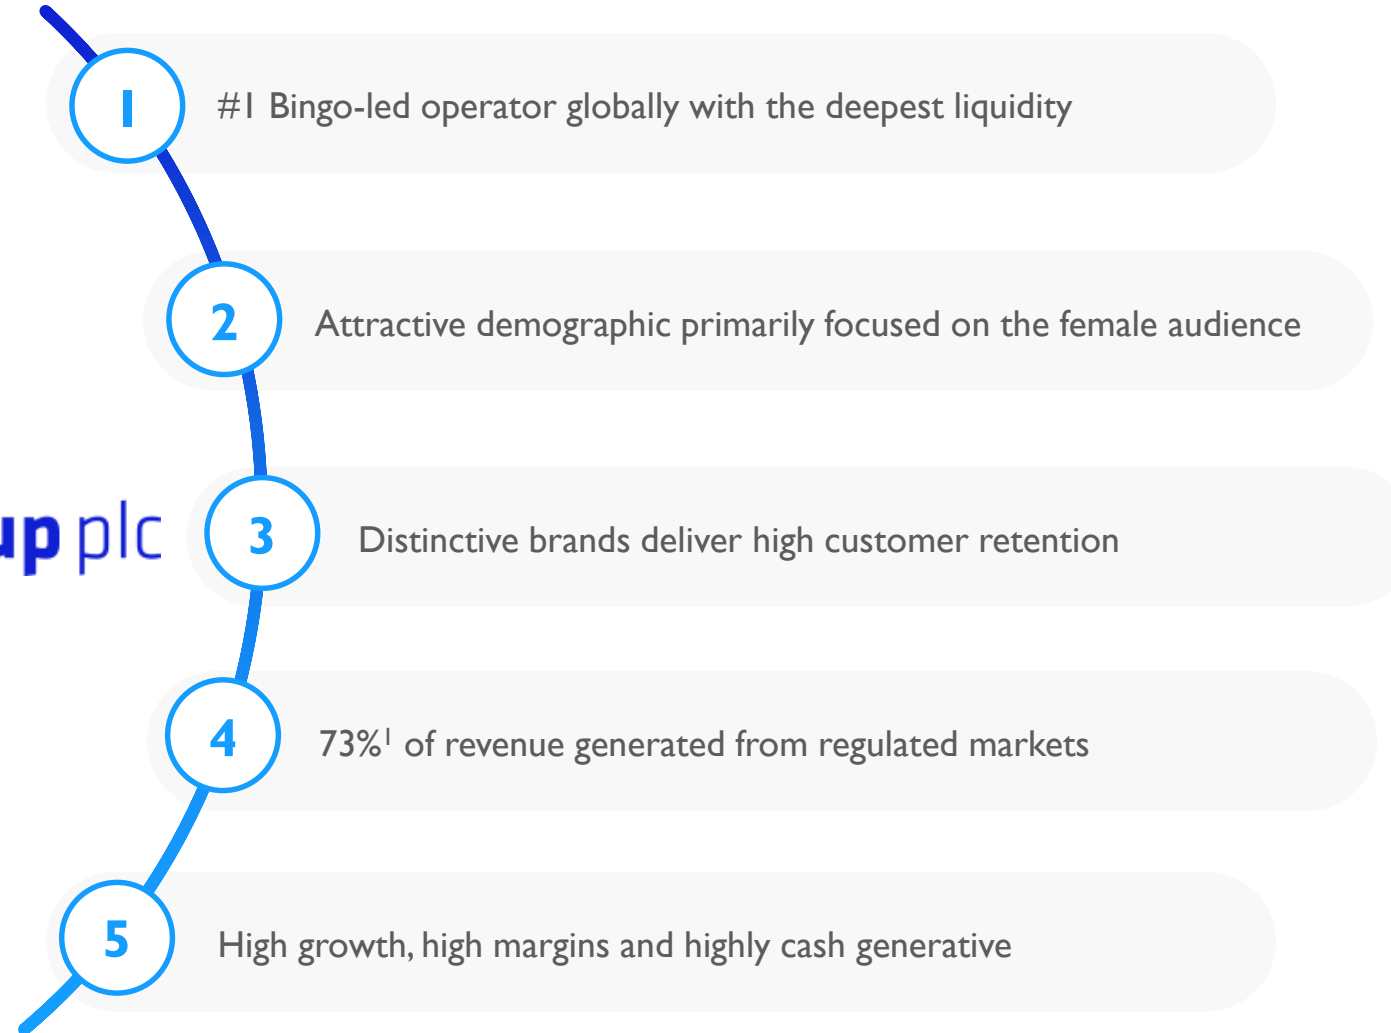 1
#1 Bingo-led operator globally with the deepest liquidity
2
Attractive demographic primarily focused on the female audience
up plc
3
Distinctive brands deliver high customer retention
4
73%¹ of revenue generated from regulated markets
5
High growth, high margins and highly cash generative